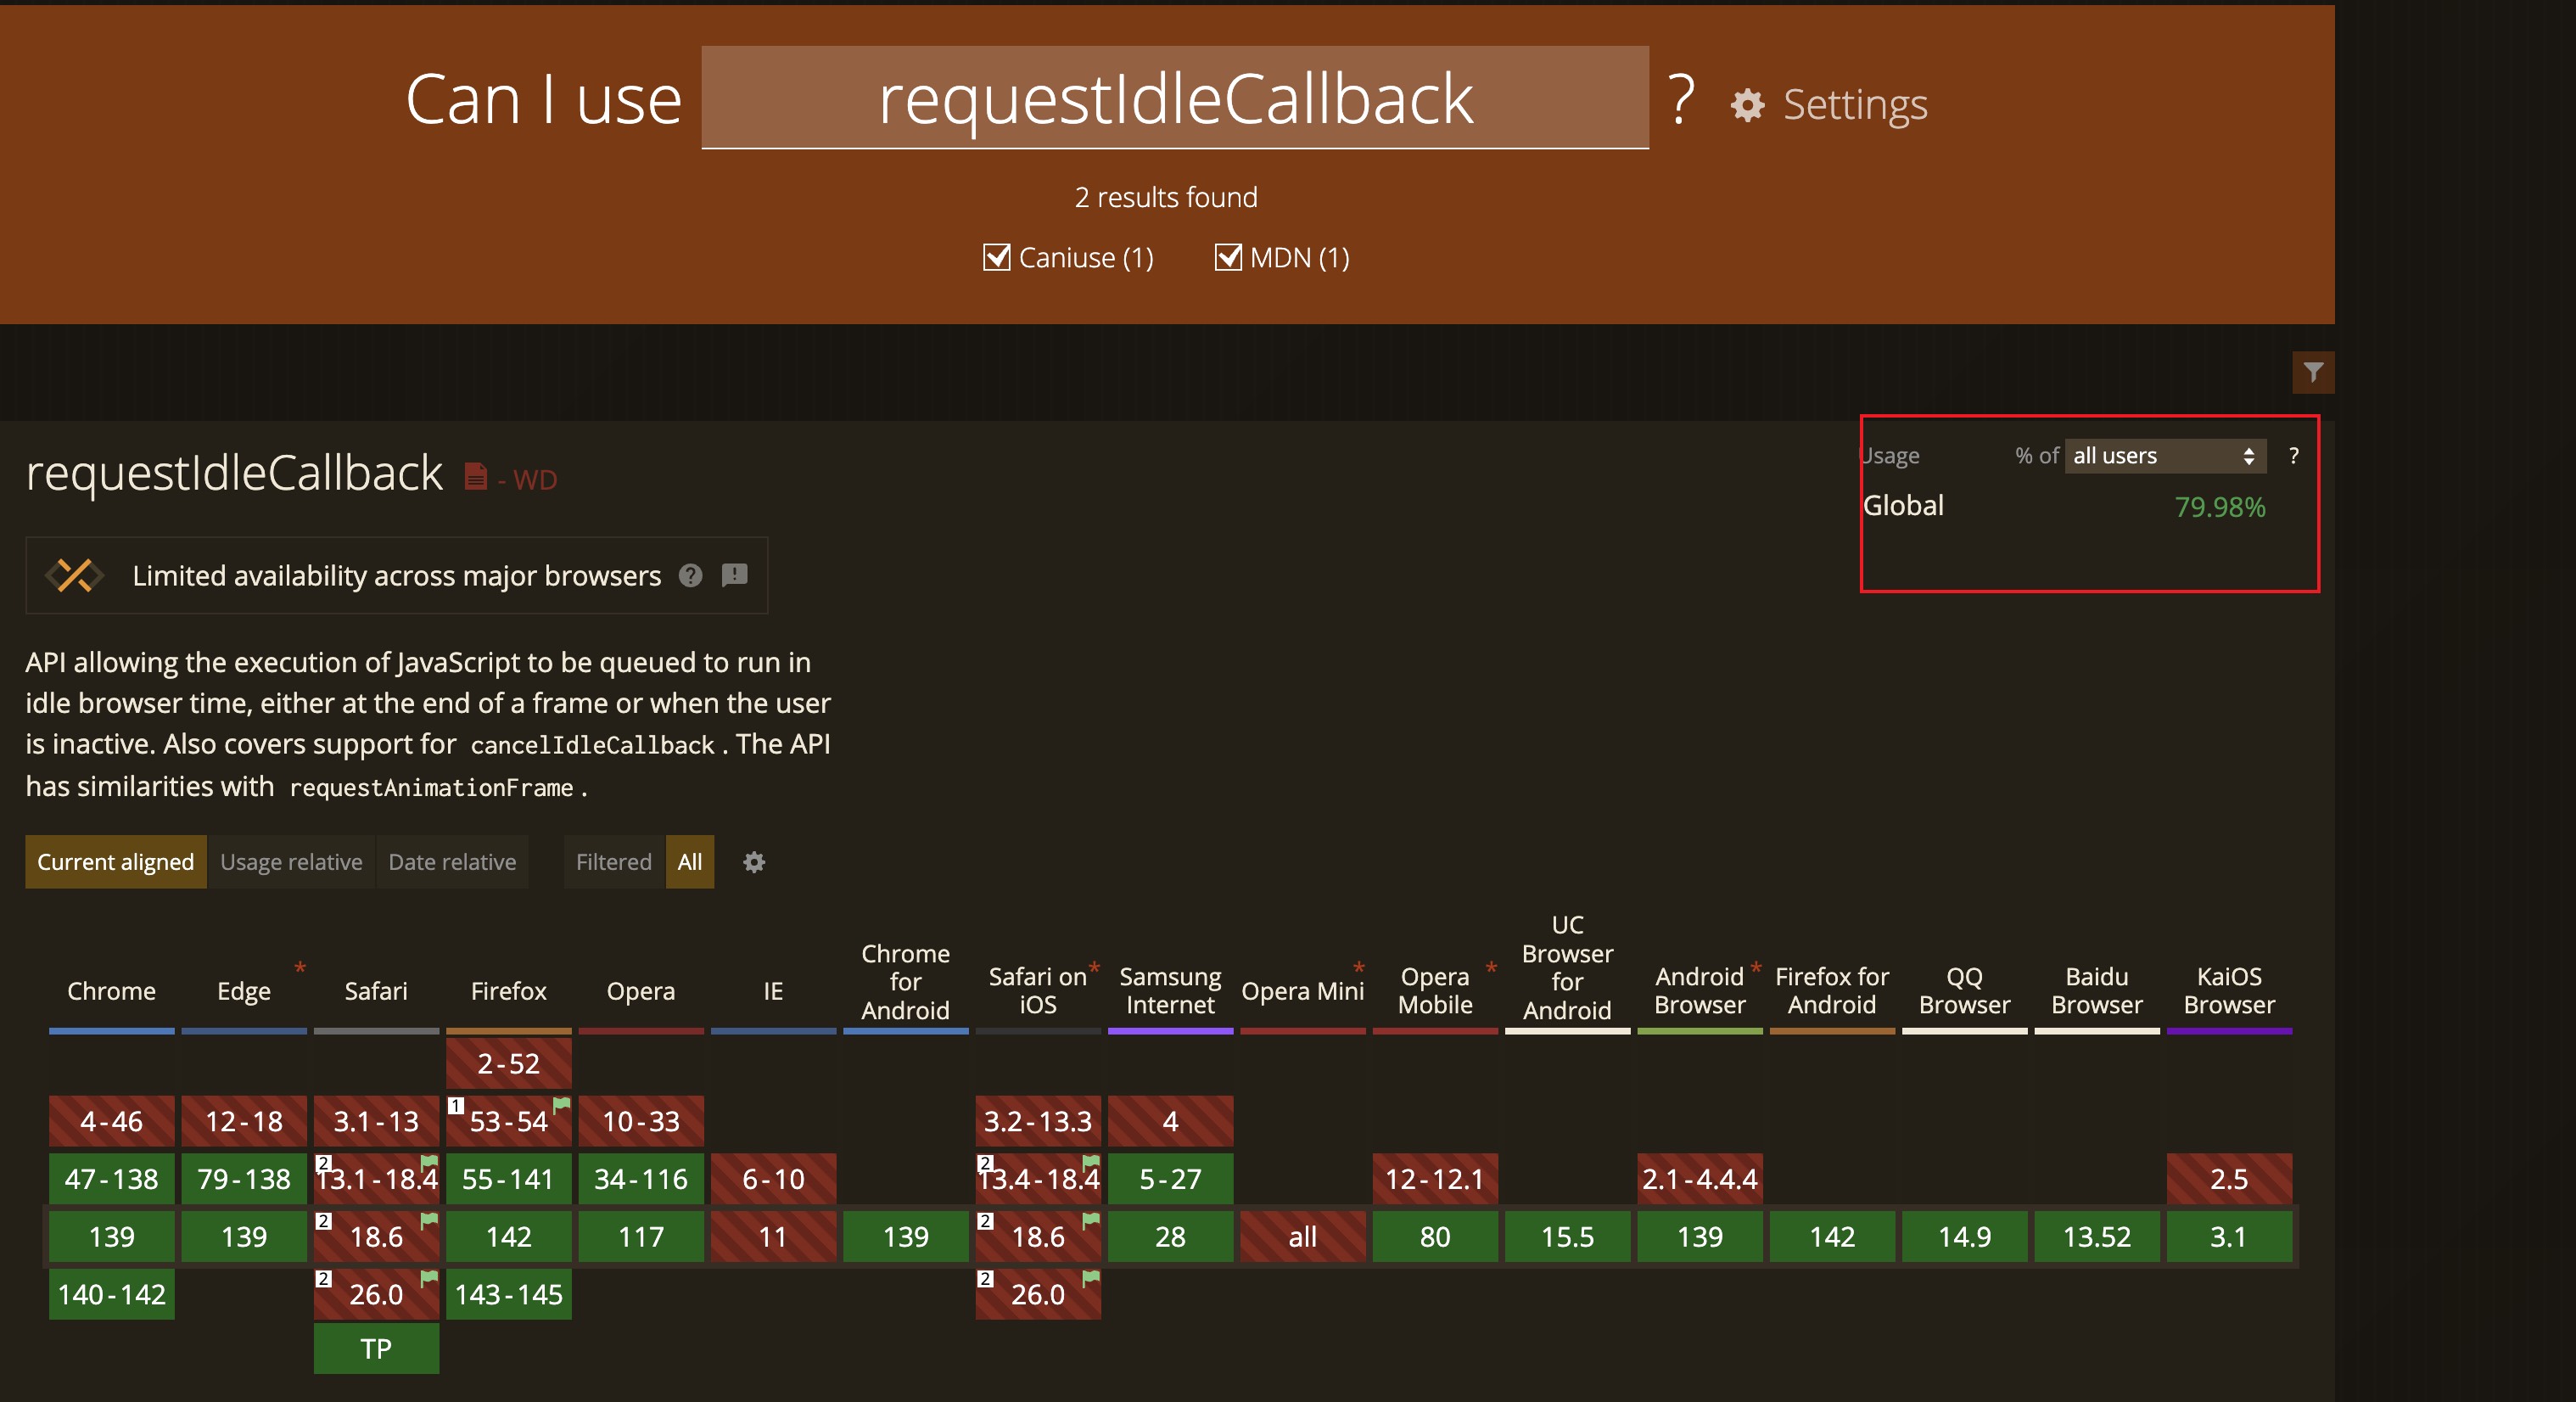 Can I use requestIdleCallback ? Settings
2 results found
Caniuse (1) MDN (1)
requestIdleCallback - WD
Usage % of all users ?
Global 79.98%
Limited availability across major browsers ?
API allowing the execution of JavaScript to be queued to run in
idle browser time, either at the end of a frame or when the user
is inactive. Also covers support for cancelIdleCallback . The API
has similarities with requestAnimationFrame .
Current aligned Usage relative Date relative Filtered All
Chrome Edge * Safari Firefox Opera IE Chrome for Android Safari on iOS * Samsung Internet Opera Mini * Opera Mobile * UC Browser for Android Android Browser * Firefox for Android QQ Browser Baidu Browser KaiOS Browser
2-52
4-46 12-18 3.1-13 1 53-54 10-33 3.2-13.3 4
47-138 79-138 2 13.1-18.4 55-141 34-116 6-10 2 13.4-18.4 5-27 12-12.1 2.1-4.4.4 2.5
139 139 2 18.6 142 117 11 139 2 18.6 28 all 80 15.5 139 142 14.9 13.52 3.1
140-142 2 26.0 143-145 2 26.0
TP